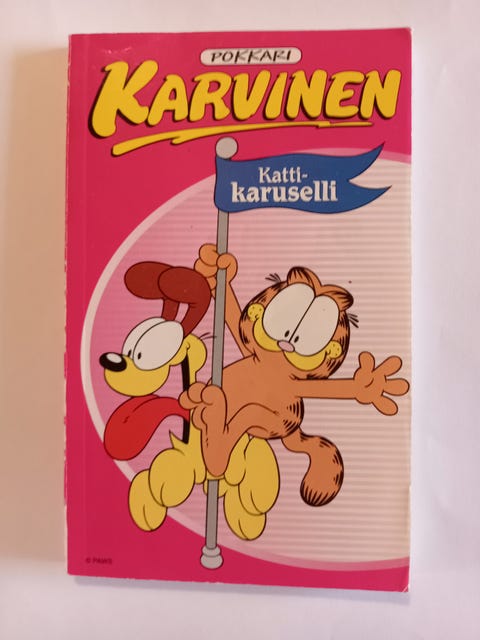 POKKARI
KARVINEN
Katti-
karuselli
© PAWS